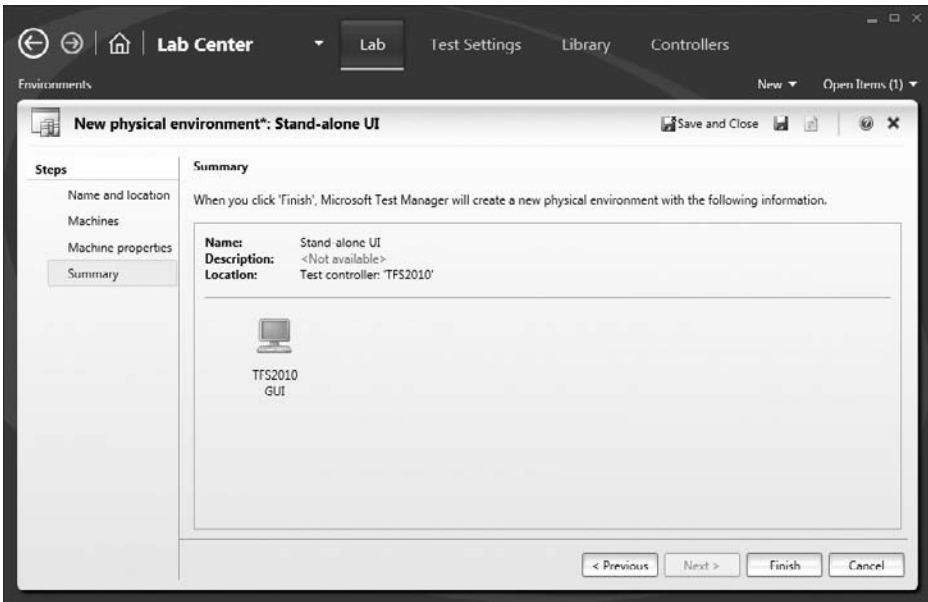 Lab Center Lab Test Settings Library Controllers
Environments New Open Items (1)
New physical environment*: Stand-alone UI Save and Close
Steps
Name and location
Machines
Machine properties
Summary
Summary
When you click 'Finish', Microsoft Test Manager will create a new physical environment with the following information.
Name: Stand-alone UI
Description: <Not available>
Location: Test controller: 'TFS2010'
TFS2010
GUI
< Previous Next > Finish Cancel